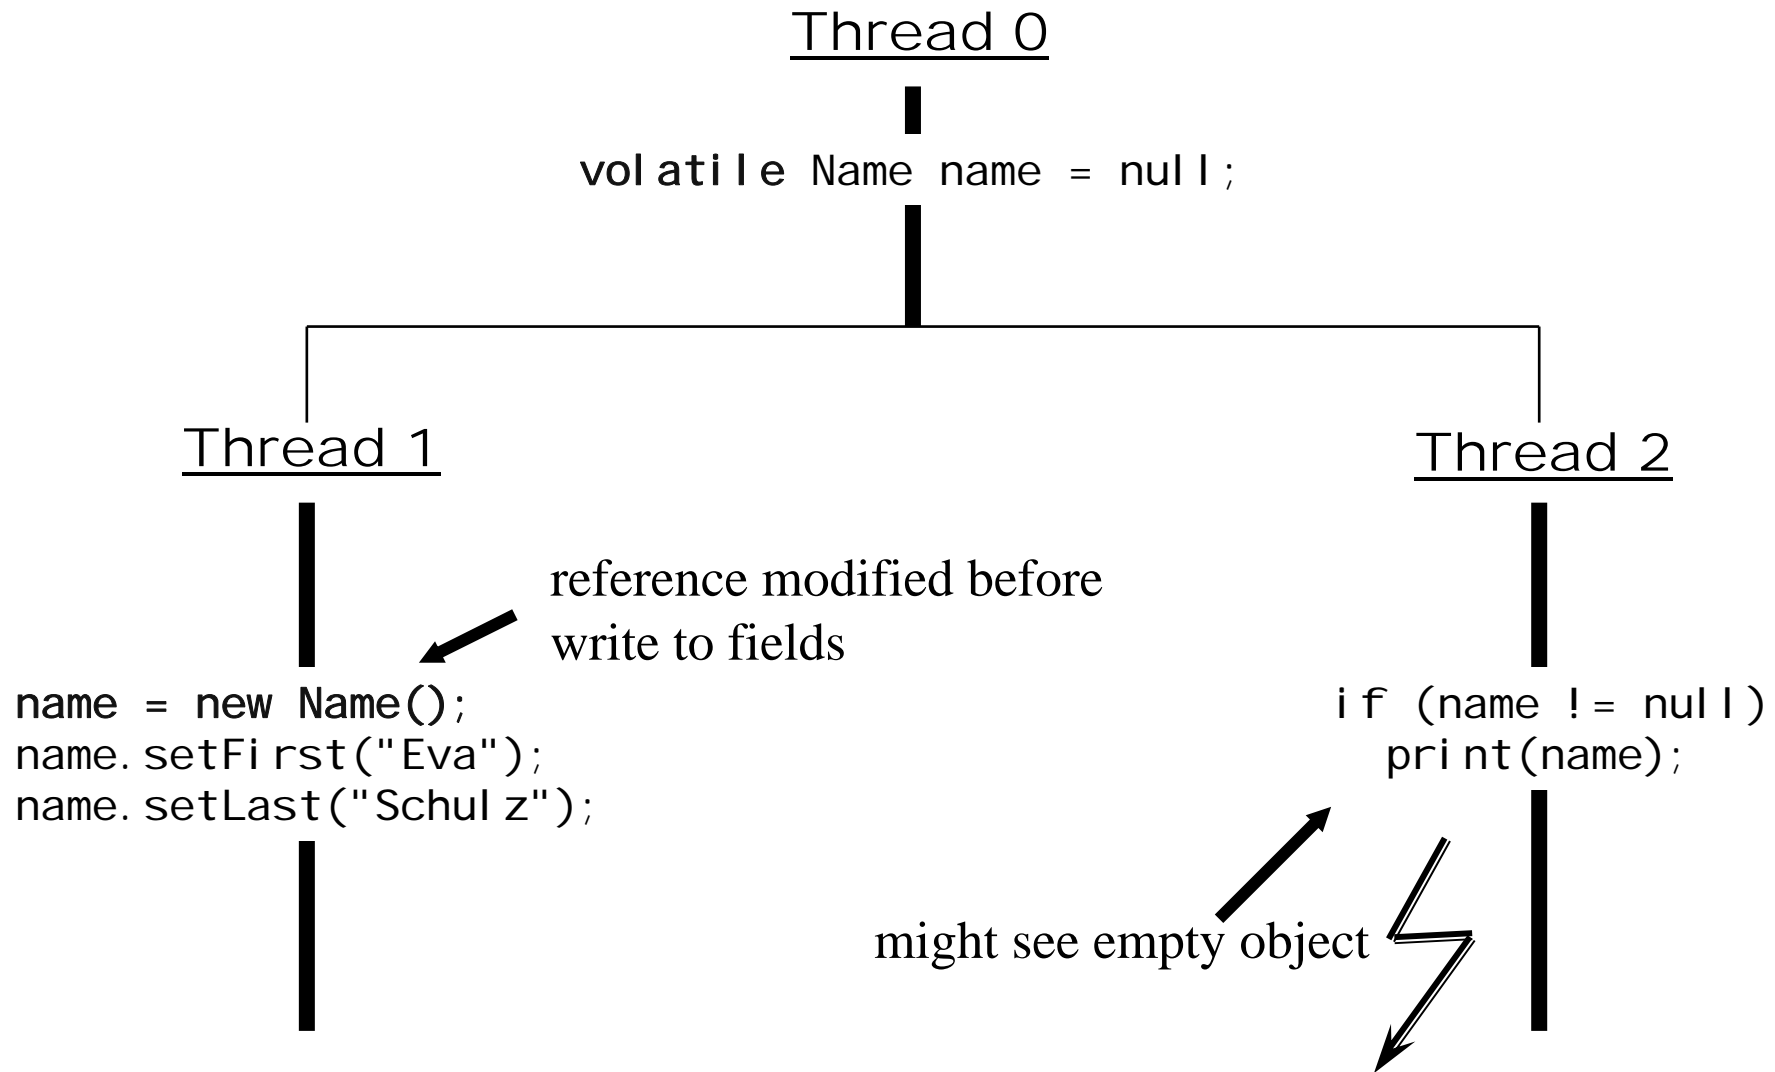 Thread 0
volatile Name name = null;
Thread 1
Thread 2
reference modified before
write to fields
name = new Name();
name.setFirst("Eva");
name.setLast("Schulz");
if (name != null)
print(name);
might see empty object